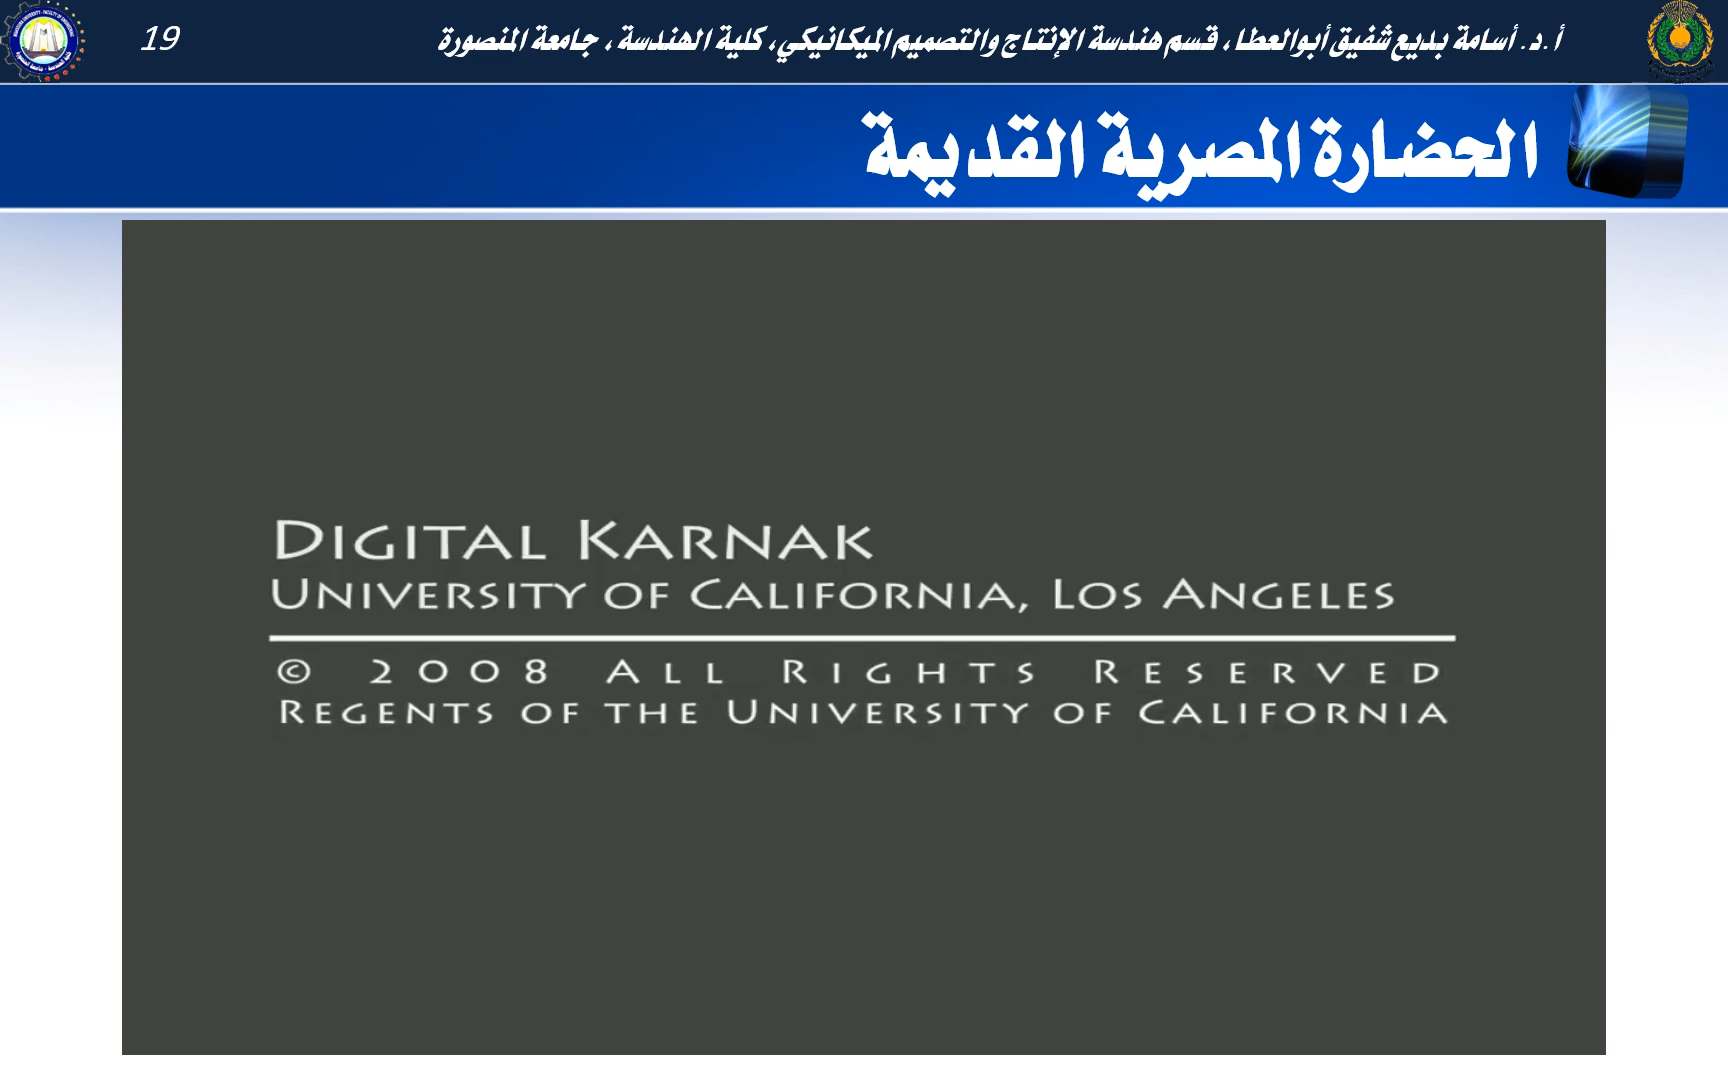 أ.د. أسامة بديع شفيق أبوالعطا، قسم هندسة الإنتاج والتصميم الميكانيكي، كلية الهندسة، جامعة المنصورة
19
الحضارة المصرية القديمة
DIGITAL KARNAK
UNIVERSITY OF CALIFORNIA, LOS ANGELES
© 2008 ALL RIGHTS RESERVED
REGENTS OF THE UNIVERSITY OF CALIFORNIA